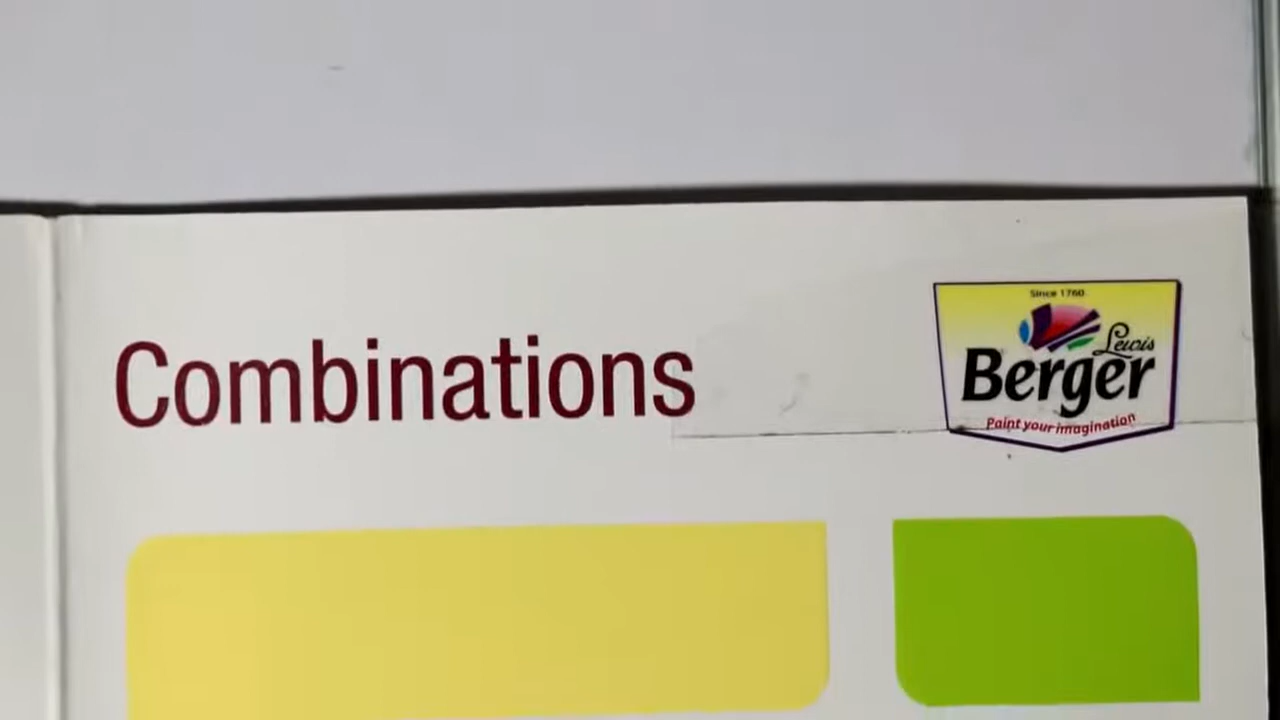 Combinations
Since 1760
Lewis
Berger
Paint your imagination